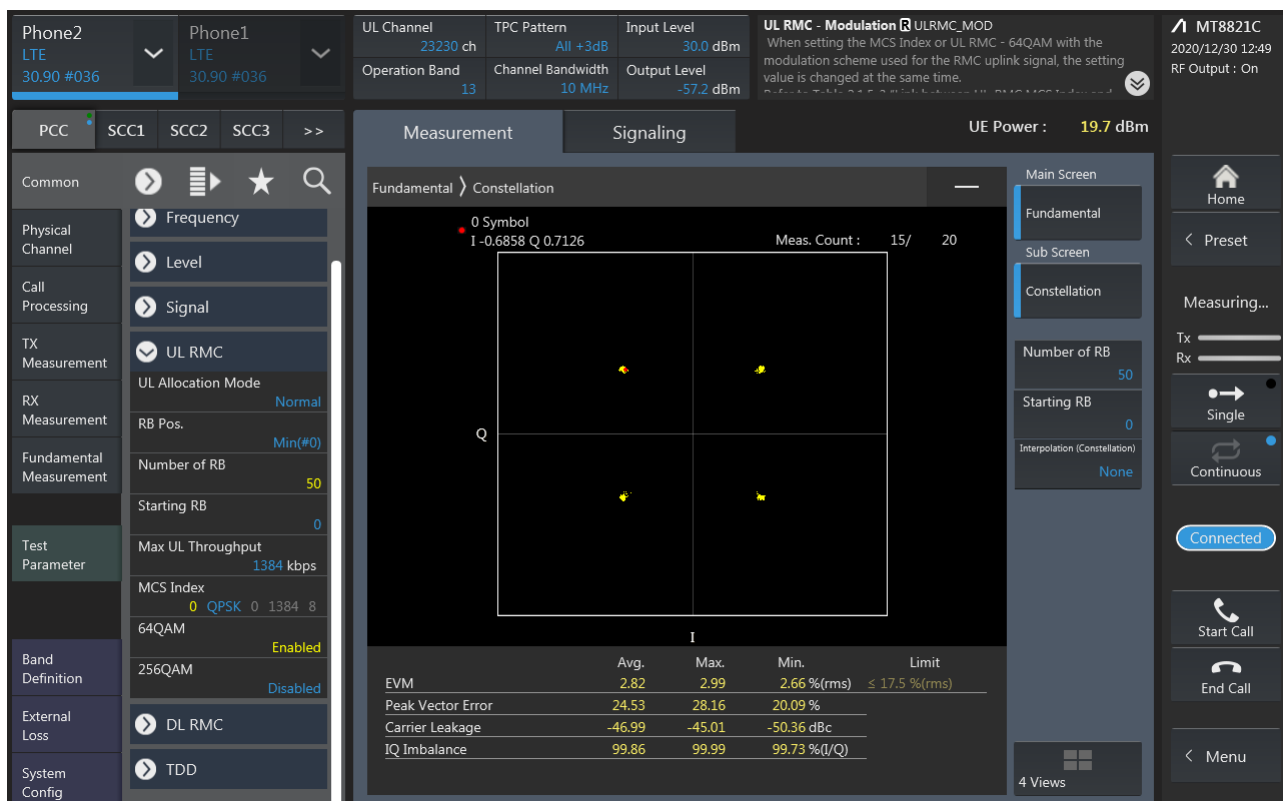 Phone2
LTE
30.90 #036
Phone1
LTE
30.90 #036
UL Channel
23230 ch
Operation Band
13
TPC Pattern
All +3dB
Channel Bandwidth
10 MHz
Input Level
30.0 dBm
Output Level
-57.2 dBm
UL RMC - Modulation R ULRMC_MOD
When setting the MCS Index or UL RMC - 64QAM with the
modulation scheme used for the RMC uplink signal, the setting
value is changed at the same time.
MT8821C
2020/12/30 12:49
RF Output : On
PCC SCC1 SCC2 SCC3 >>
Measurement
Signaling
UE Power : 19.7 dBm
Common
Physical
Channel
Call
Processing
TX
Measurement
RX
Measurement
Fundamental
Measurement
Test
Parameter
Band
Definition
External
Loss
System
Config
Frequency
Level
Signal
UL RMC
UL Allocation Mode
Normal
RB Pos.
Min(#0)
Number of RB
50
Starting RB
0
Max UL Throughput
1384 kbps
MCS Index
0 QPSK 0 1384 8
64QAM
Enabled
256QAM
Disabled
DL RMC
TDD
Fundamental ⟩ Constellation
0 Symbol
I -0.6858 Q 0.7126
Meas. Count : 15/ 20
Q
I
Avg. Max. Min. Limit
EVM 2.82 2.99 2.66 %(rms) ≤ 17.5 %(rms)
Peak Vector Error 24.53 28.16 20.09 %
Carrier Leakage -46.99 -45.01 -50.36 dBc
IQ Imbalance 99.86 99.99 99.73 %(I/Q)
Main Screen
Fundamental
Sub Screen
Constellation
Number of RB
50
Starting RB
0
Interpolation (Constellation)
None
4 Views
Home
< Preset
Measuring...
Tx
Rx
Single
Continuous
Connected
Start Call
End Call
< Menu